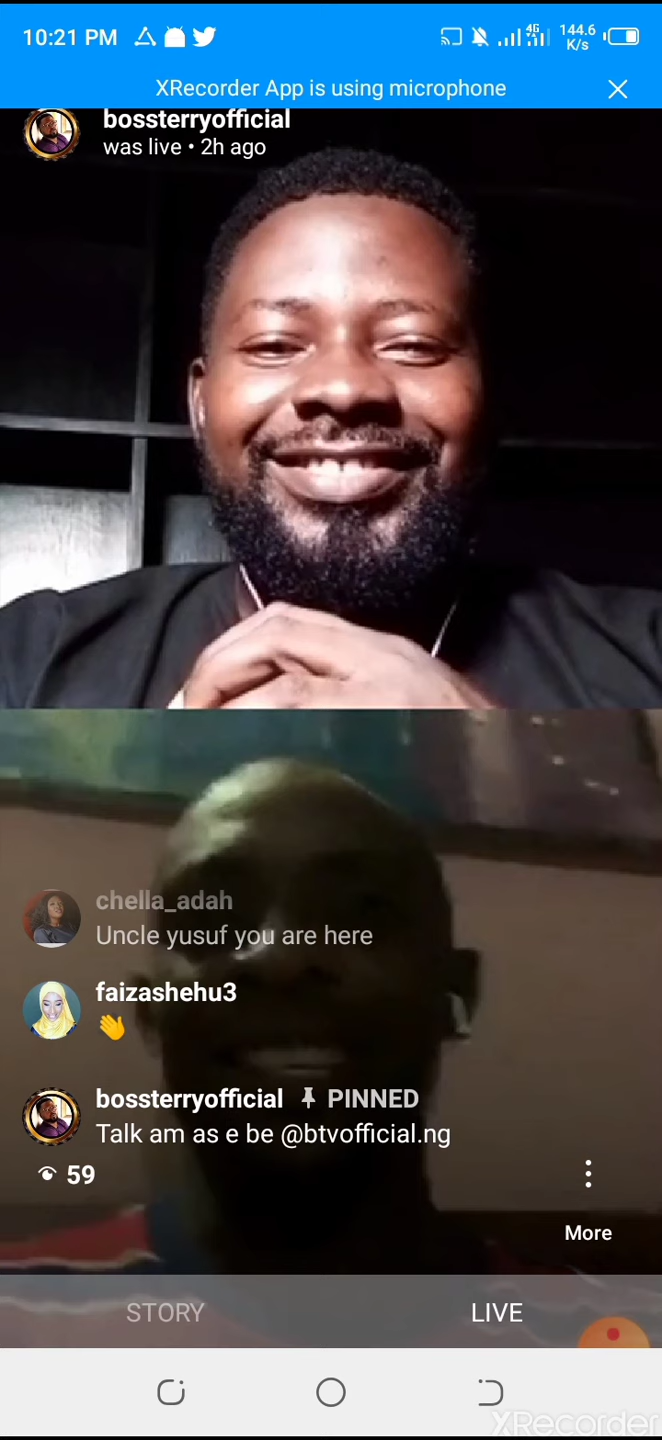 10:21 PM
4G
144.6
K/s
XRecorder App is using microphone
bossterryofficial
was live • 2h ago
chella_adah
Uncle yusuf you are here
faizashehu3
👋
bossterryofficial PINNED
Talk am as e be @btvofficial.ng
59
More
STORY LIVE
XRecorder